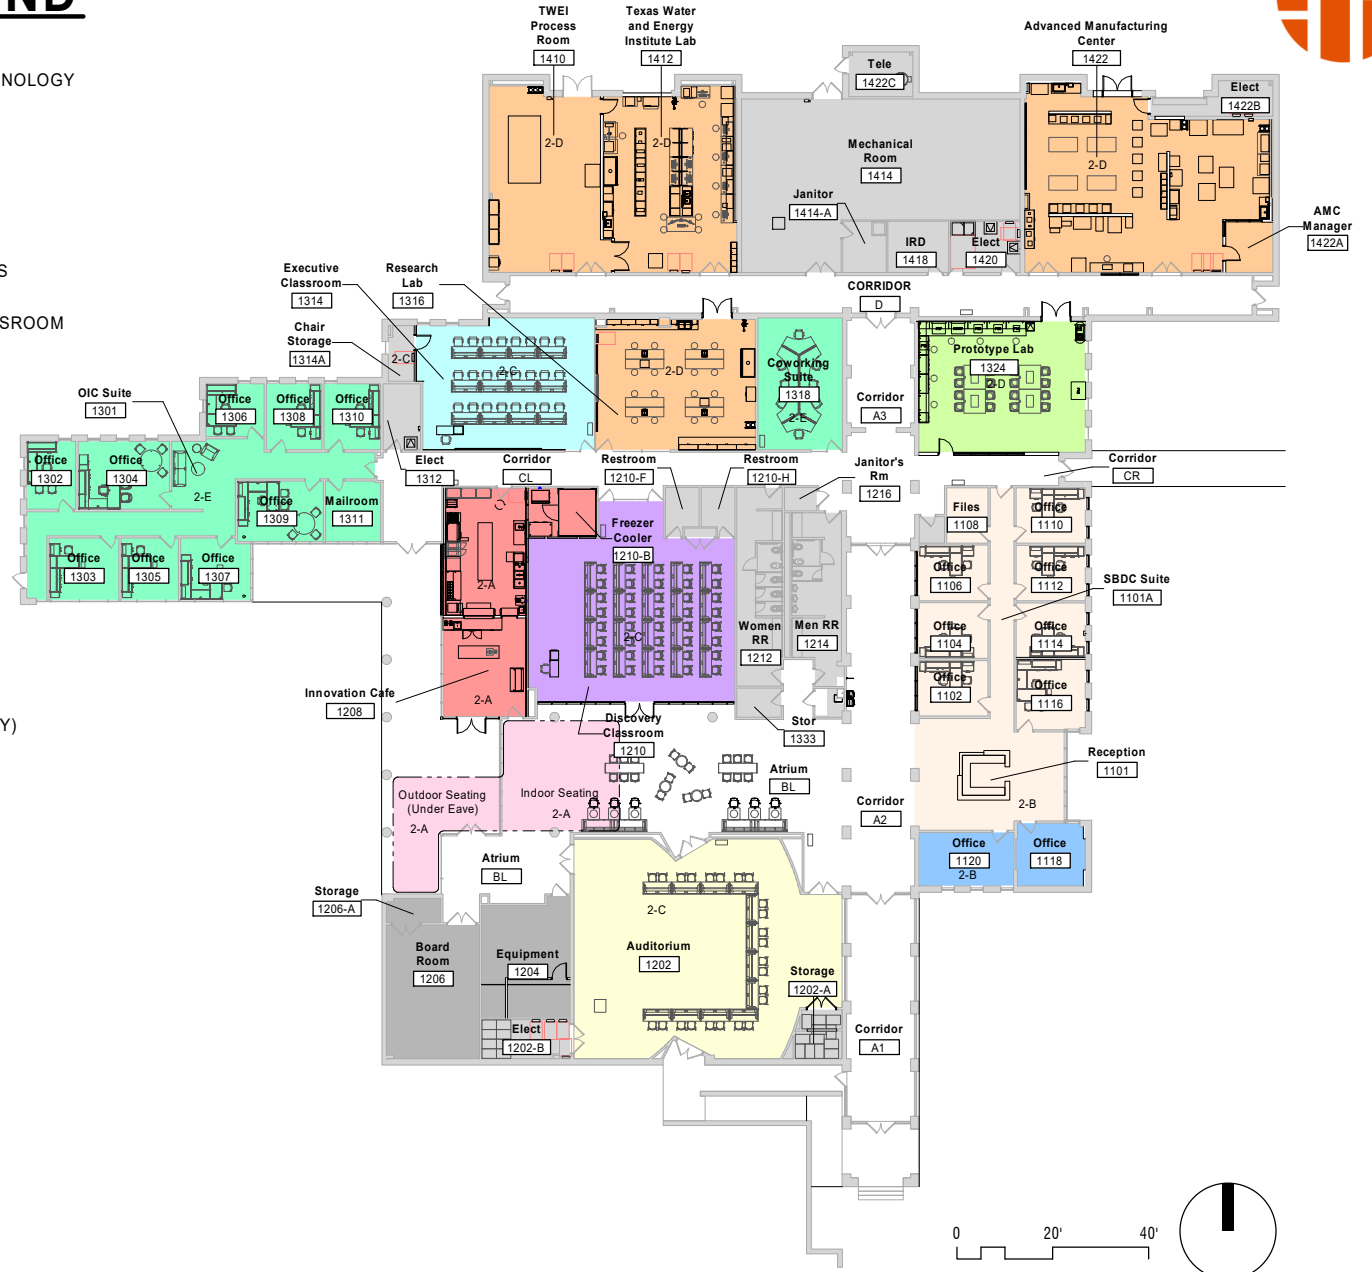 ND
NOLOGY
S
SROOM
Y)
TWEI
Process
Room
1410
Texas Water
and Energy
Institute Lab
1412
Advanced Manufacturing
Center
1422
Tele
1422C
Elect
1422B
2-D
2-D
2-D
Mechanical
Room
1414
Janitor
1414-A
IRD
1418
Elect
1420
AMC
Manager
1422A
CORRIDOR
D
Executive
Classroom
1314
Research
Lab
1316
Chair
Storage
1314A
2-C
2-C
2-D
Coworking
Suite
1318
2-E
Corridor
A3
Prototype Lab
1324
2-D
OIC Suite
1301
Office
1306
Office
1308
Office
1310
Office
1302
Office
1304
2-E
Office
1309
Mailroom
1311
Office
1303
Office
1305
Office
1307
Elect
1312
Corridor
CL
Restroom
1210-F
Restroom
1210-H
Janitor's
Rm
1216
Corridor
CR
Freezer
Cooler
1210-B
2-A
2-C
2-A
Women
RR
1212
Men RR
1214
Files
1108
Office
1110
Office
1106
Office
1112
SBDC Suite
1101A
Office
1104
Office
1114
Office
1102
Office
1116
Innovation Cafe
1208
Discovery
Classroom
1210
Stor
1333
Reception
1101
2-B
Atrium
BL
Corridor
A2
Outdoor Seating
(Under Eave)
2-A
Indoor Seating
2-A
Office
1120
2-B
Office
1118
Atrium
BL
Storage
1206-A
2-C
Board
Room
1206
Equipment
1204
Auditorium
1202
Storage
1202-A
Elect
1202-B
Corridor
A1
0 20' 40'